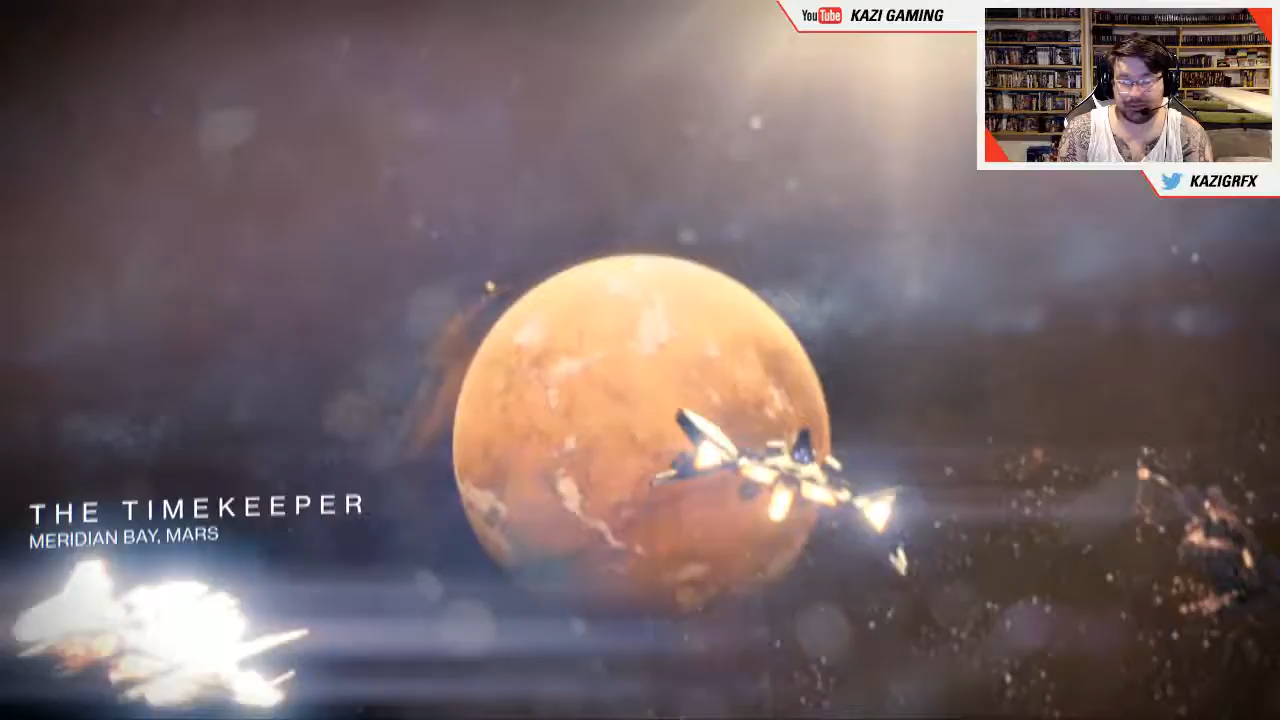 YouTube KAZI GAMING
KAZIGRFX
THE TIMEKEEPER
MERIDIAN BAY, MARS